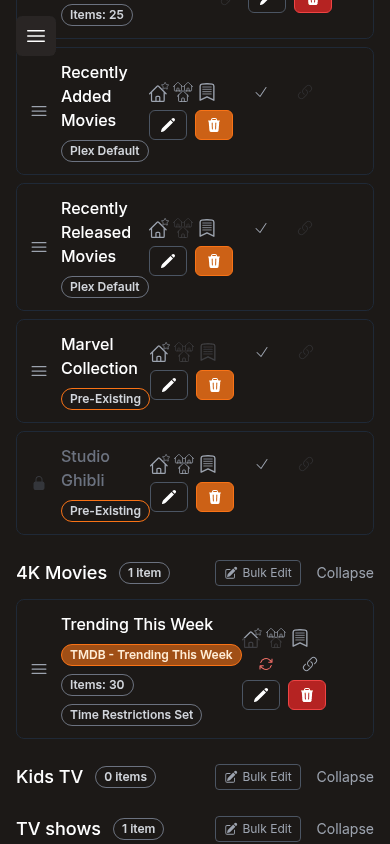 Items: 25
Recently
Added
Movies
Plex Default
Recently
Released
Movies
Plex Default
Marvel
Collection
Pre-Existing
Studio
Ghibli
Pre-Existing
4K Movies 1 item Bulk Edit Collapse
Trending This Week
TMDB - Trending This Week
Items: 30
Time Restrictions Set
Kids TV 0 items Bulk Edit Collapse
TV shows 1 item Bulk Edit Collapse